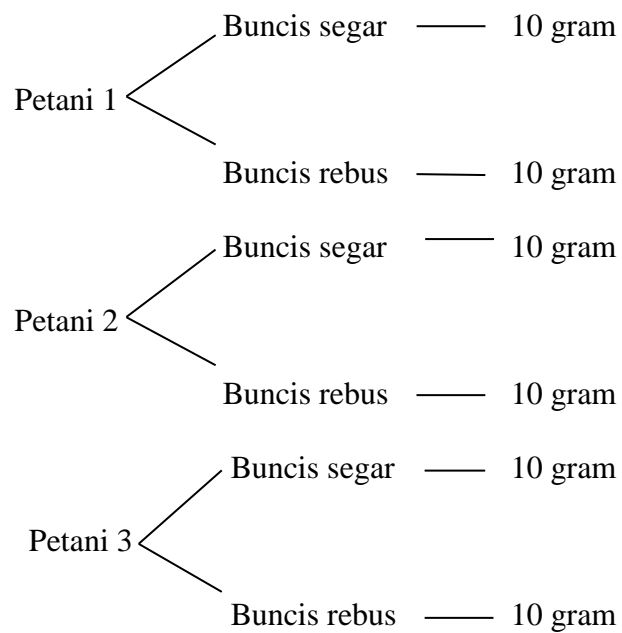 Buncis segar 10 gram
Petani 1
Buncis rebus 10 gram
Buncis segar 10 gram
Petani 2
Buncis rebus 10 gram
Buncis segar 10 gram
Petani 3
Buncis rebus 10 gram